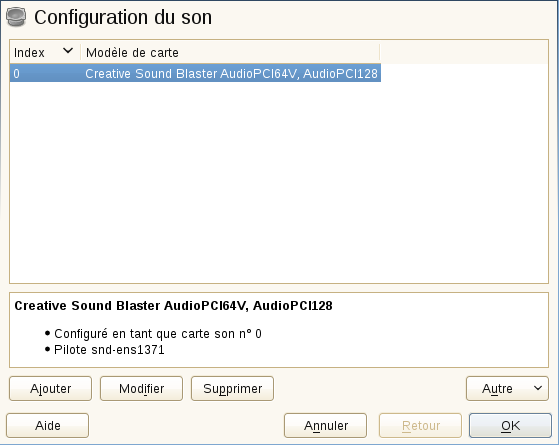 Configuration du son
Index Modèle de carte
0 Creative Sound Blaster AudioPCI64V, AudioPCI128
Creative Sound Blaster AudioPCI64V, AudioPCI128
• Configuré en tant que carte son n° 0
• Pilote snd-ens1371
Ajouter Modifier Supprimer Autre
Aide Annuler Retour OK